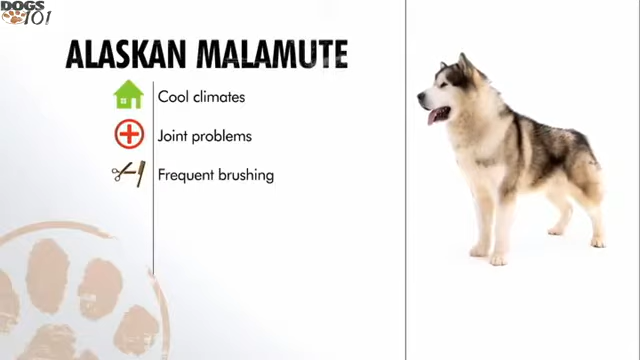 DOGS
101
ALASKAN MALAMUTE
Cool climates
Joint problems
Frequent brushing